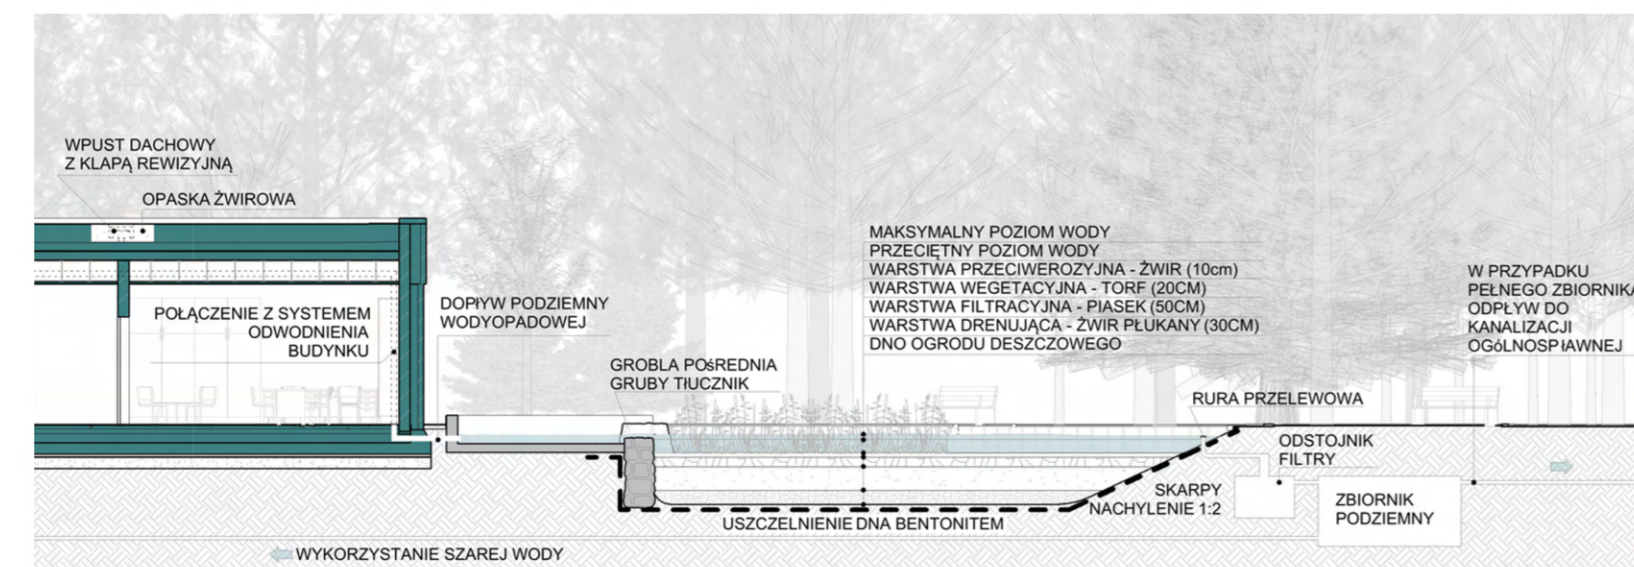 WPUST DACHOWY
Z KLAPĄ REWIZYJNĄ
OPASKA ŻWIROWA
POŁĄCZENIE Z SYSTEMEM
ODWODNIENIA
BUDYNKU
DOPŁYW PODZIEMNY
WODYOPADOWEJ
GROBLA POśREDNIA
GRUBY TŁUCZNIK
MAKSYMALNY POZIOM WODY
PRZECIĘTNY POZIOM WODY
WARSTWA PRZECIWEROZYJNA - ŻWIR (10cm)
WARSTWA WEGETACYJNA - TORF (20CM)
WARSTWA FILTRACYJNA - PIASEK (50CM)
WARSTWA DRENUJĄCA - ŻWIR PŁUKANY (30CM)
DNO OGRODU DESZCZOWEGO
W PRZYPADKU
PEŁNEGO ZBIORNIKA
ODPŁYW DO
KANALIZACJI
OGóLNOSPŁAWNEJ
RURA PRZELEWOWA
ODSTOJNIK
FILTRY
SKARPY
NACHYLENIE 1:2
ZBIORNIK
PODZIEMNY
USZCZELNIENIE DNA BENTONITEM
WYKORZYSTANIE SZAREJ WODY